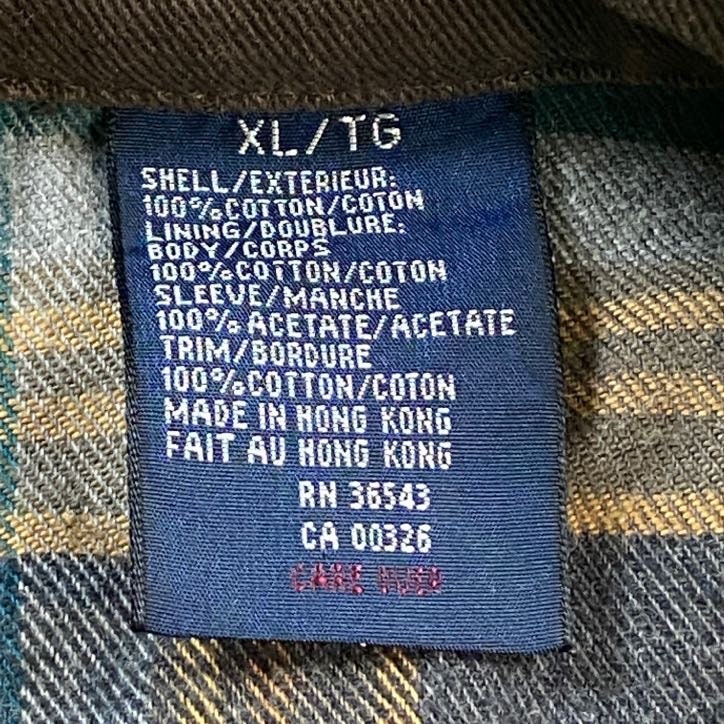 XL/TG
SHELL/EXTERIEUR:
100%COTTON/COTON
LINING/DOUBLURE:
BODY/CORPS
100%COTTON/COTON
SLEEVE/MANCHE
100% ACETATE/ACETATE
TRIM/BORDURE
100%COTTON/COTON
MADE IN HONG KONG
FAIT AU HONG KONG
RN 36543
CA 00326
CARE